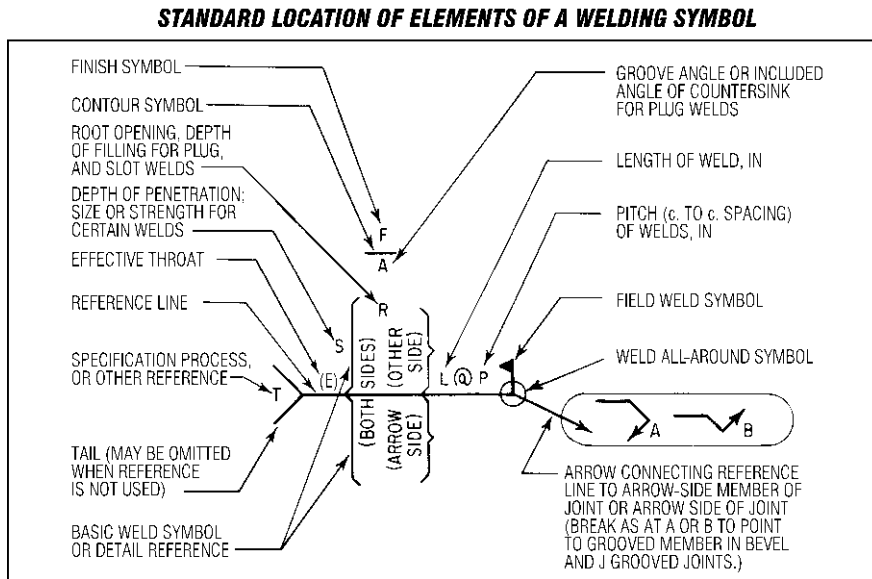 STANDARD LOCATION OF ELEMENTS OF A WELDING SYMBOL
FINISH SYMBOL
CONTOUR SYMBOL
ROOT OPENING, DEPTH
OF FILLING FOR PLUG,
AND SLOT WELDS
DEPTH OF PENETRATION;
SIZE OR STRENGTH FOR
CERTAIN WELDS
EFFECTIVE THROAT
REFERENCE LINE
SPECIFICATION PROCESS,
OR OTHER REFERENCE
TAIL (MAY BE OMITTED
WHEN REFERENCE
IS NOT USED)
BASIC WELD SYMBOL
OR DETAIL REFERENCE
F
A
R
S
(E)
T
(BOTH SIDES)
(OTHER
SIDE)
(ARROW
SIDE)
L (Q) P
GROOVE ANGLE OR INCLUDED
ANGLE OF COUNTERSINK
FOR PLUG WELDS
LENGTH OF WELD, IN
PITCH (c. TO c. SPACING)
OF WELDS, IN
FIELD WELD SYMBOL
WELD ALL-AROUND SYMBOL
A
B
ARROW CONNECTING REFERENCE
LINE TO ARROW-SIDE MEMBER OF
JOINT OR ARROW SIDE OF JOINT
(BREAK AS AT A OR B TO POINT
TO GROOVED MEMBER IN BEVEL
AND J GROOVED JOINTS.)